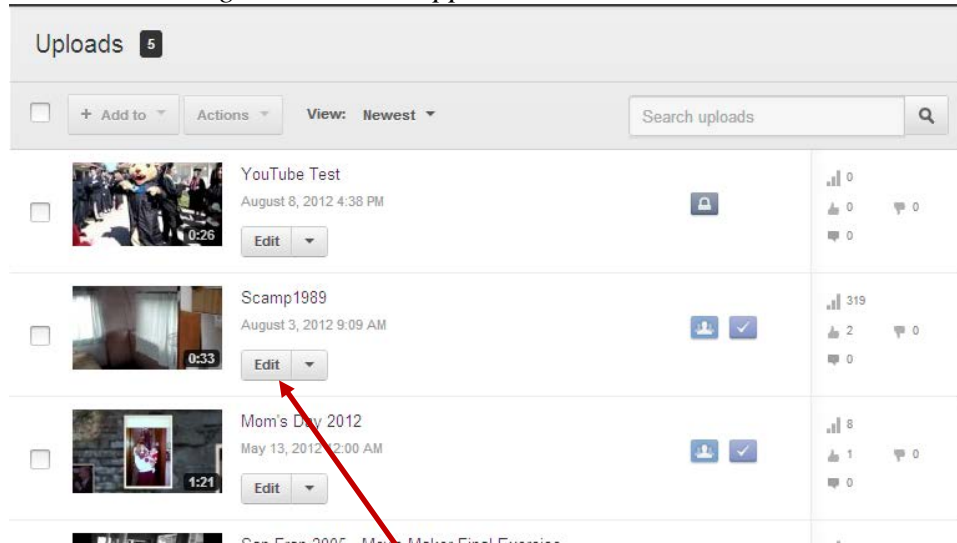 Uploads 5
+ Add to Actions View: Newest Search uploads
YouTube Test
0
August 8, 2012 4:38 PM
0 0
0:26
Edit
0
Scamp1989
319
August 3, 2012 9:09 AM
2 0
0:33
Edit
0
Mom's Day 2012
8
May 13, 2012 12:00 AM
1 0
1:21
Edit
0